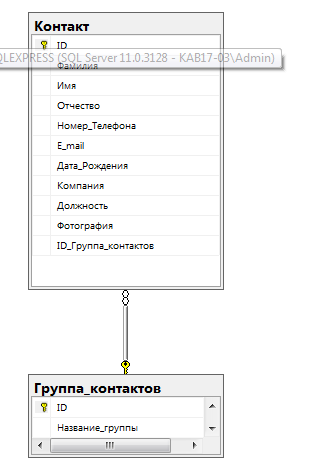 Контакт
ID
QLEXPRESS (SQL Server 11.0.3128 - KAB17-03\Admin)
Фамилия
Имя
Отчество
Номер_Телефона
E_mail
Дата_Рождения
Компания
Должность
Фотография
ID_Группа_контактов
Группа_контактов
ID
Название_группы